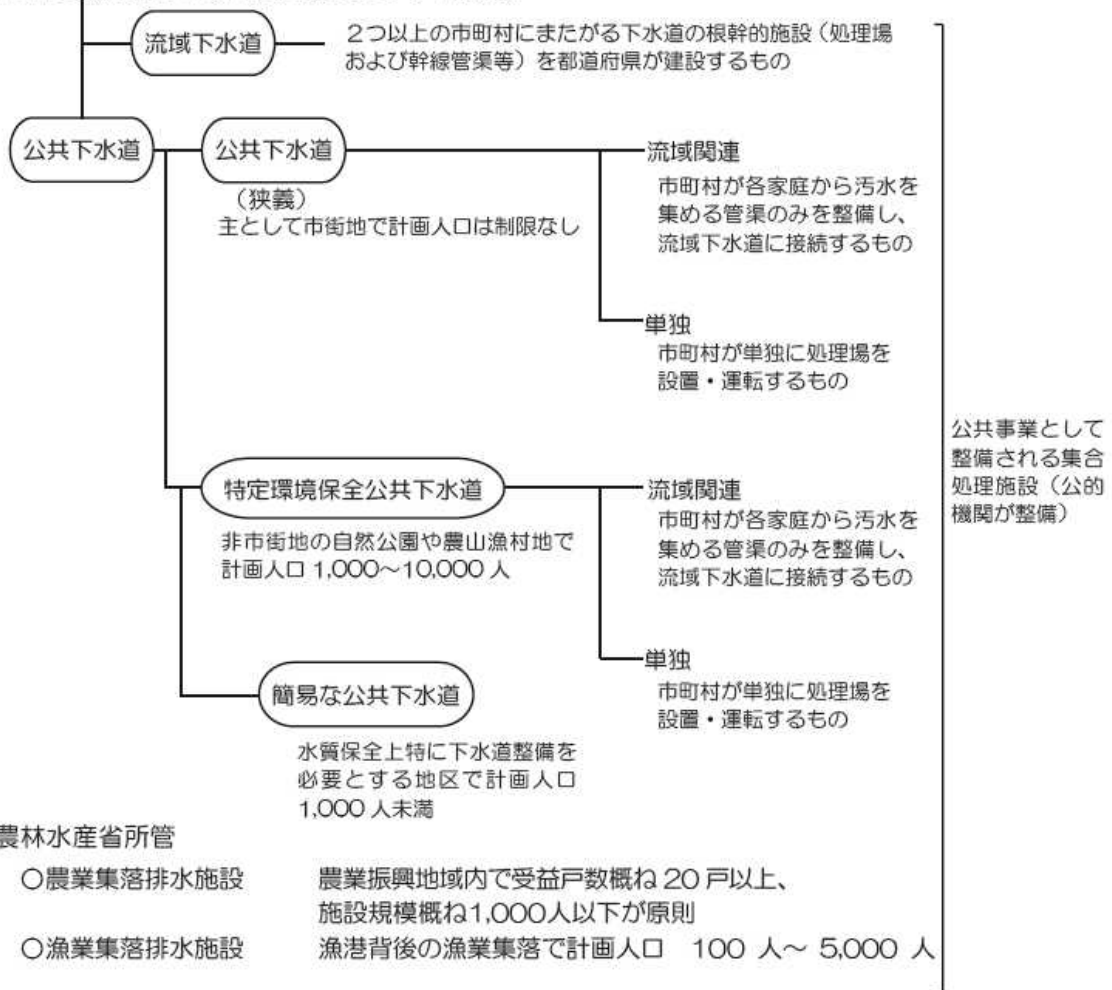 流域下水道
２つ以上の市町村にまたがる下水道の根幹的施設（処理場
および幹線管渠等）を都道府県が建設するもの
公共下水道
公共下水道
（狭義）
主として市街地で計画人口は制限なし
流域関連
市町村が各家庭から汚水を
集める管渠のみを整備し、
流域下水道に接続するもの
単独
市町村が単独に処理場を
設置・運転するもの
公共事業として
整備される集合
処理施設（公的
機関が整備）
特定環境保全公共下水道
非市街地の自然公園や農山漁村地で
計画人口 1,000～10,000 人
流域関連
市町村が各家庭から汚水を
集める管渠のみを整備し、
流域下水道に接続するもの
単独
市町村が単独に処理場を
設置・運転するもの
簡易な公共下水道
水質保全上特に下水道整備を
必要とする地区で計画人口
1,000 人未満
農林水産省所管
○農業集落排水施設 農業振興地域内で受益戸数概ね 20 戸以上、
施設規模概ね1,000人以下が原則
○漁業集落排水施設 漁港背後の漁業集落で計画人口 100 人～ 5,000 人